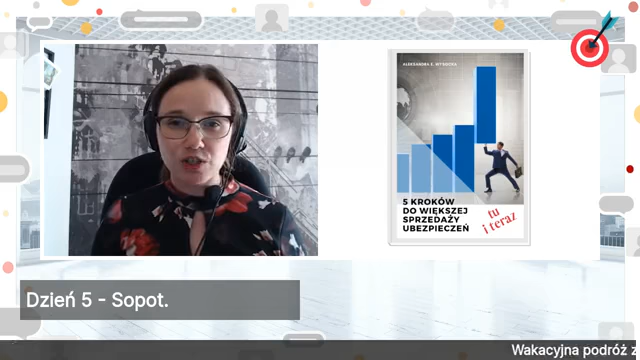 ALEKSANDRA E. WYSOCKA
5 KROKÓW
DO WIĘKSZEJ
SPRZEDAŻY
UBEZPIECZEŃ
tu
i teraz
Dzień 5 - Sopot.
Wakacyjna podróż z